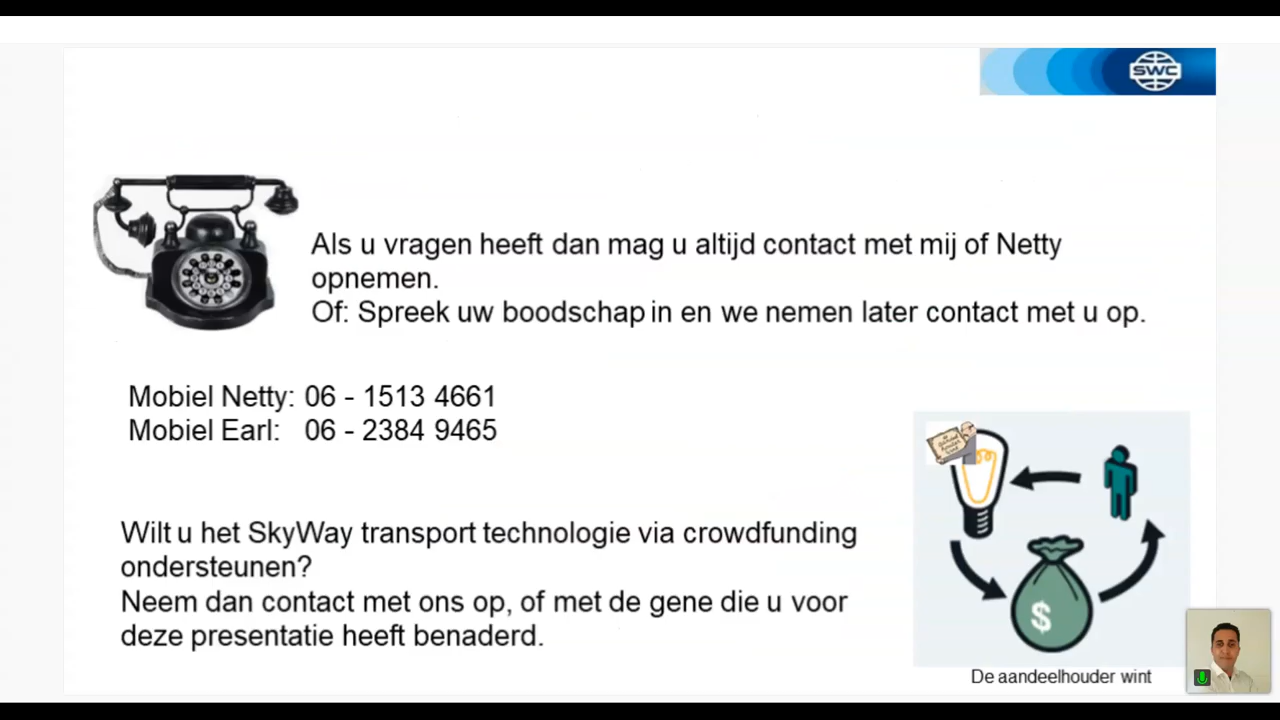 SWC
Als u vragen heeft dan mag u altijd contact met mij of Netty
opnemen.
Of: Spreek uw boodschap in en we nemen later contact met u op.
Mobiel Netty: 06 - 1513 4661
Mobiel Earl: 06 - 2384 9465
Wilt u het SkyWay transport technologie via crowdfunding
ondersteunen?
Neem dan contact met ons op, of met de gene die u voor
deze presentatie heeft benaderd.
De aandeelhouder wint